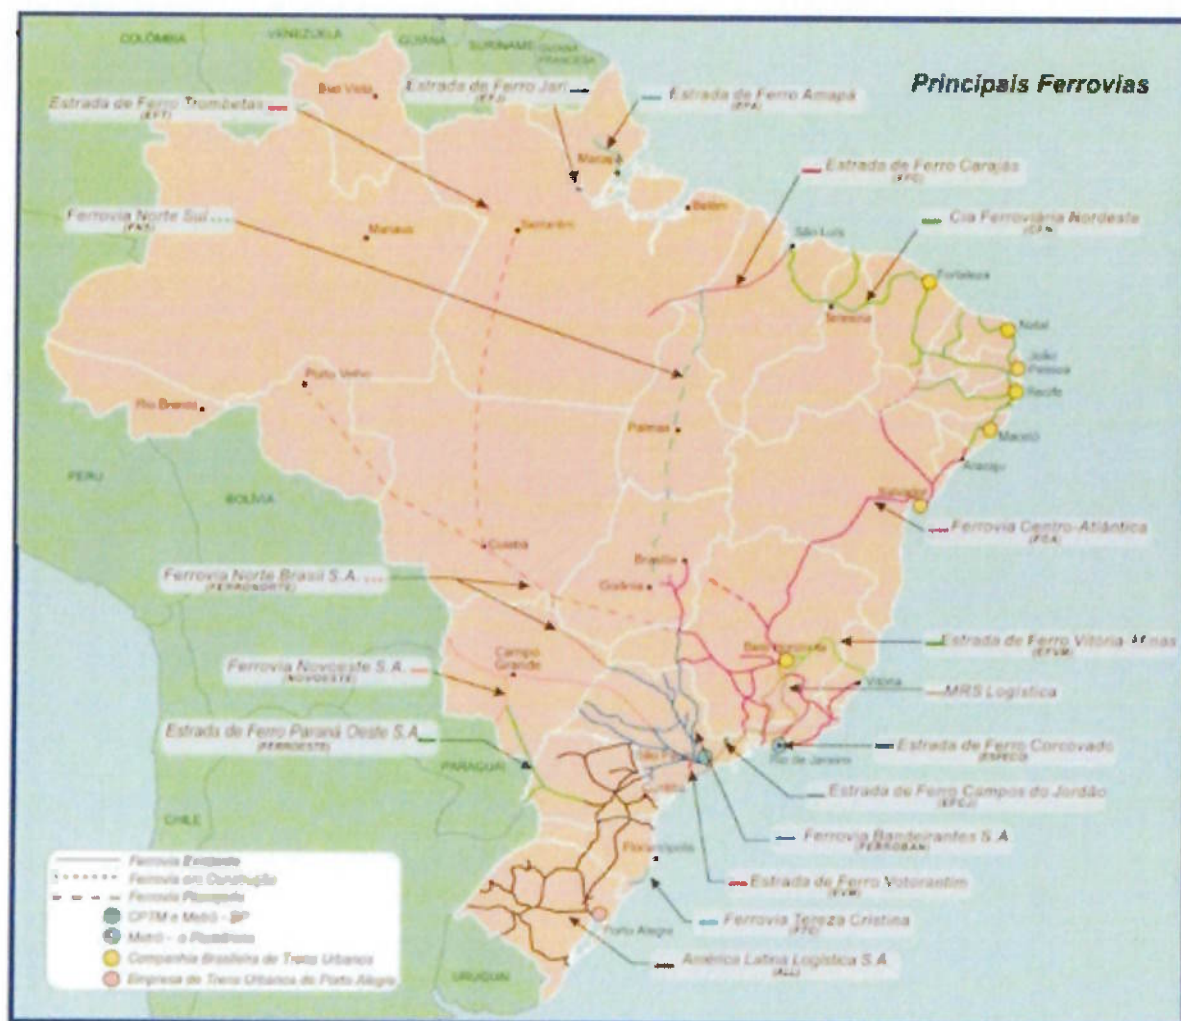 COLÔMBIA
VENEZUELA
GUIANA
SURINAME
GUIANA
FRANCESA
Principais Ferrovias
Boa Vista
Estrada de Ferro Jari
(EFJ)
Estrada de Ferro Amapá
(EFA)
Estrada de Ferro Trombetas
(EFT)
Macapá
Estrada de Ferro Carajás
(EFC)
Belém
Ferrovia Norte Sul
(FNS)
Manaus
Santarém
São Luís
Cia Ferroviária Nordeste
Fortaleza
Teresina
Natal
João
Pessoa
Porto Velho
Recife
Rio Branco
Palmas
Maceió
Aracaju
PERU
BOLÍVIA
Salvador
Ferrovia Centro-Atlântica
(FCA)
Cuiabá
Brasília
Goiânia
Ferrovia Norte Brasil S.A.
(FERRONORTE)
Estrada de Ferro Vitória Minas
(EFVM)
Belo Horizonte
Campo
Grande
Ferrovia Novoeste S.A.
(NOVOESTE)
Vitória
MRS Logística
Estrada de Ferro Paraná Oeste S.A
(FERROESTE)
Estrada de Ferro Corcovado
Rio de Janeiro
PARAGUAI
Curitiba
Estrada de Ferro Campos do Jordão
(EFCJ)
CHILE
Ferrovia Bandeirantes S.A
(FERROBAN)
Florianópolis
Estrada de Ferro Votorantim
(EVM)
Ferrovia Tereza Cristina
(FTC)
Porto Alegre
América Latina Logística S.A
(ALL)
URUGUAI
Ferrovia Existente
Ferrovia em Construção
Ferrovia Planejada
CPTM e Metrô - SP
Metrô
Companhia Brasileira de Trens Urbanos
Empresa de Trens Urbanos de Porto Alegre